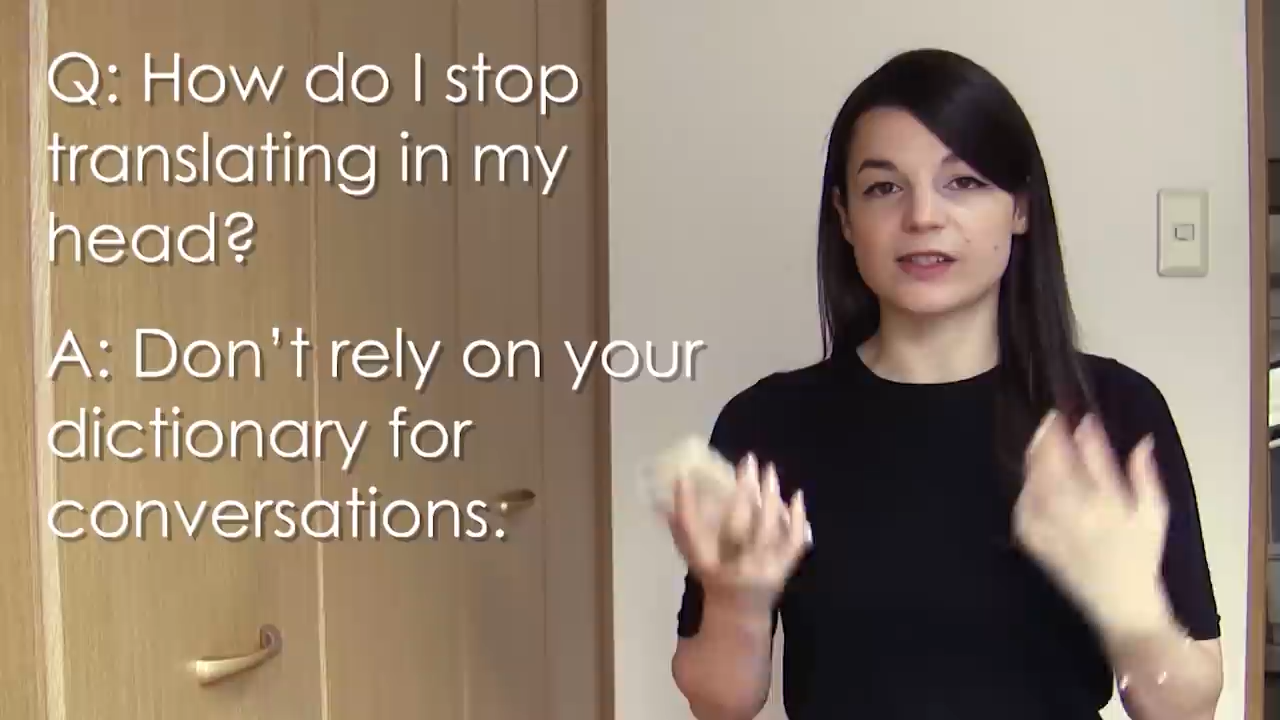 Q: How do I stop
translating in my
head?
A: Don’t rely on your
dictionary for
conversations.